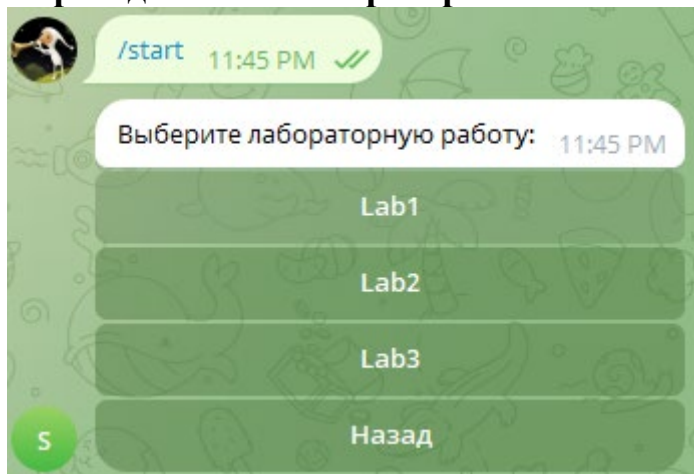 /start 11:45 PM
Выберите лабораторную работу: 11:45 PM
Lab1
Lab2
Lab3
Назад
S